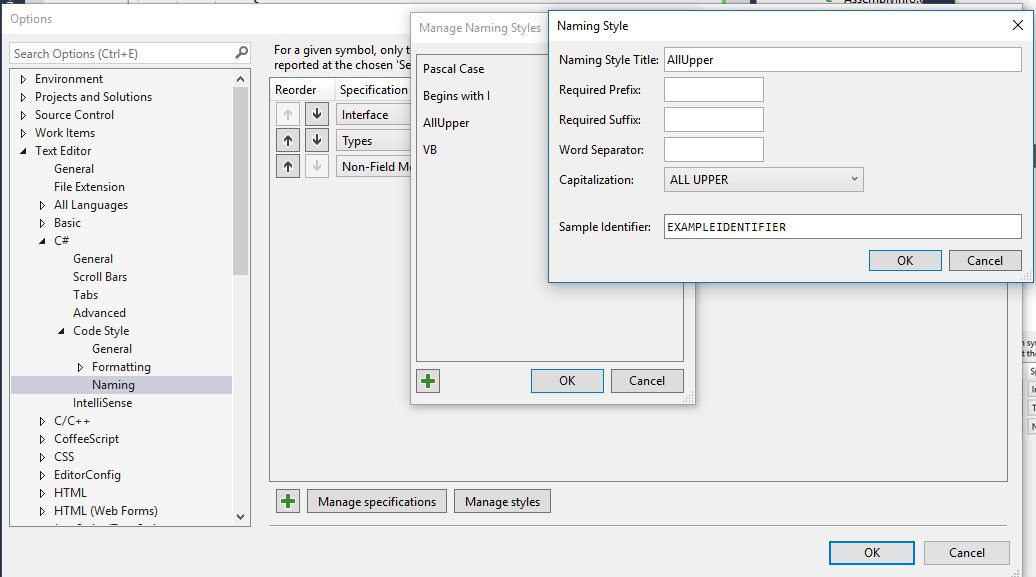 Options
Search Options (Ctrl+E)
Environment
Projects and Solutions
Source Control
Work Items
Text Editor
General
File Extension
All Languages
Basic
C#
General
Scroll Bars
Tabs
Advanced
Code Style
General
Formatting
Naming
IntelliSense
C/C++
CoffeeScript
CSS
EditorConfig
HTML
HTML (Web Forms)
For a given symbol, only t
reported at the chosen 'Se
Reorder Specification
Interface
Types
Non-Field M
Manage specifications Manage styles
OK Cancel
Manage Naming Styles
Pascal Case
Begins with I
AllUpper
VB
OK Cancel
Naming Style
Naming Style Title: AllUpper
Required Prefix:
Required Suffix:
Word Separator:
Capitalization: ALL UPPER
Sample Identifier: EXAMPLEIDENTIFIER
OK Cancel